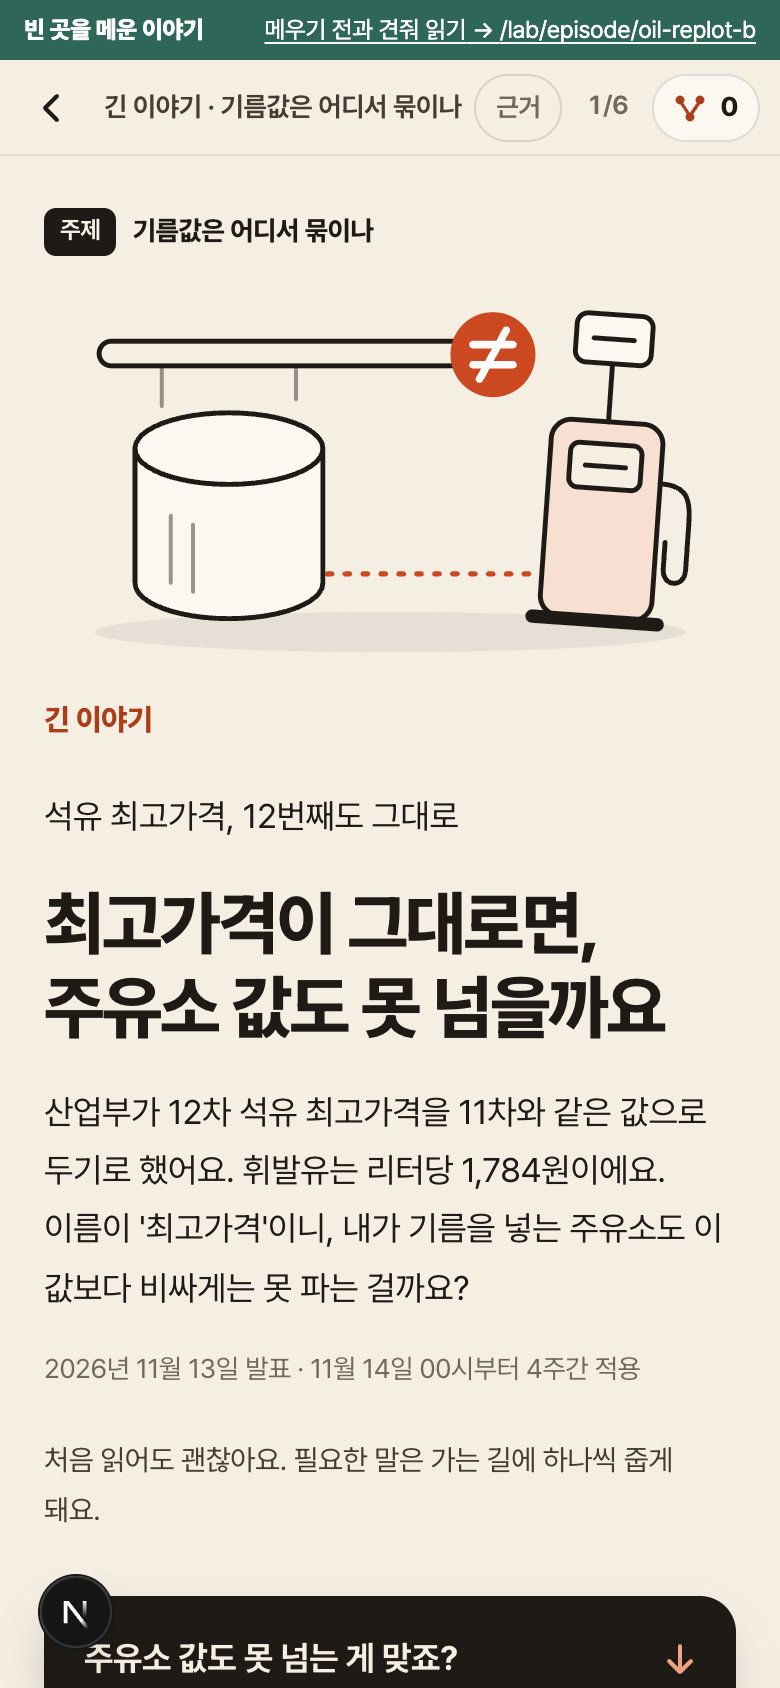 빈 곳을 메운 이야기
메우기 전과 견줘 읽기 → /lab/episode/oil-replot-b
긴 이야기 · 기름값은 어디서 묶이나
근거
1/6
0
주제
기름값은 어디서 묶이나
≠
긴 이야기
석유 최고가격, 12번째도 그대로
최고가격이 그대로면,
주유소 값도 못 넘을까요
산업부가 12차 석유 최고가격을 11차와 같은 값으로
두기로 했어요. 휘발유는 리터당 1,784원이에요.
이름이 '최고가격'이니, 내가 기름을 넣는 주유소도 이
값보다 비싸게는 못 파는 걸까요?
2026년 11월 13일 발표 · 11월 14일 00시부터 4주간 적용
처음 읽어도 괜찮아요. 필요한 말은 가는 길에 하나씩 줍게
돼요.
N
주유소 값도 못 넘는 게 맞죠?